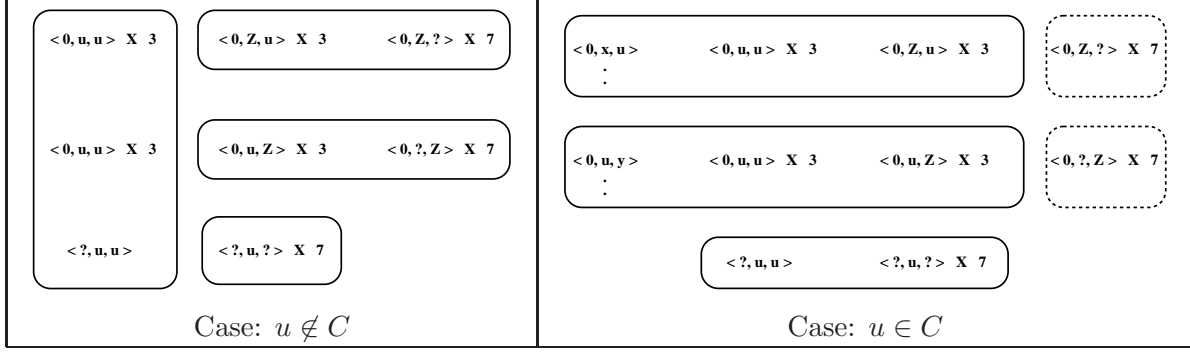 < 0, u, u > X 3 < 0, Z, u > X 3 < 0, Z, ? > X 7
< 0, u, u > X 3 < 0, u, Z > X 3 < 0, ?, Z > X 7
< ?, u, u > < ?, u, ? > X 7
Case: u ∉ C
< 0, x, u > < 0, u, u > X 3 < 0, Z, u > X 3 < 0, Z, ? > X 7
:
< 0, u, y > < 0, u, u > X 3 < 0, u, Z > X 3 < 0, ?, Z > X 7
:
< ?, u, u > < ?, u, ? > X 7
Case: u ∈ C